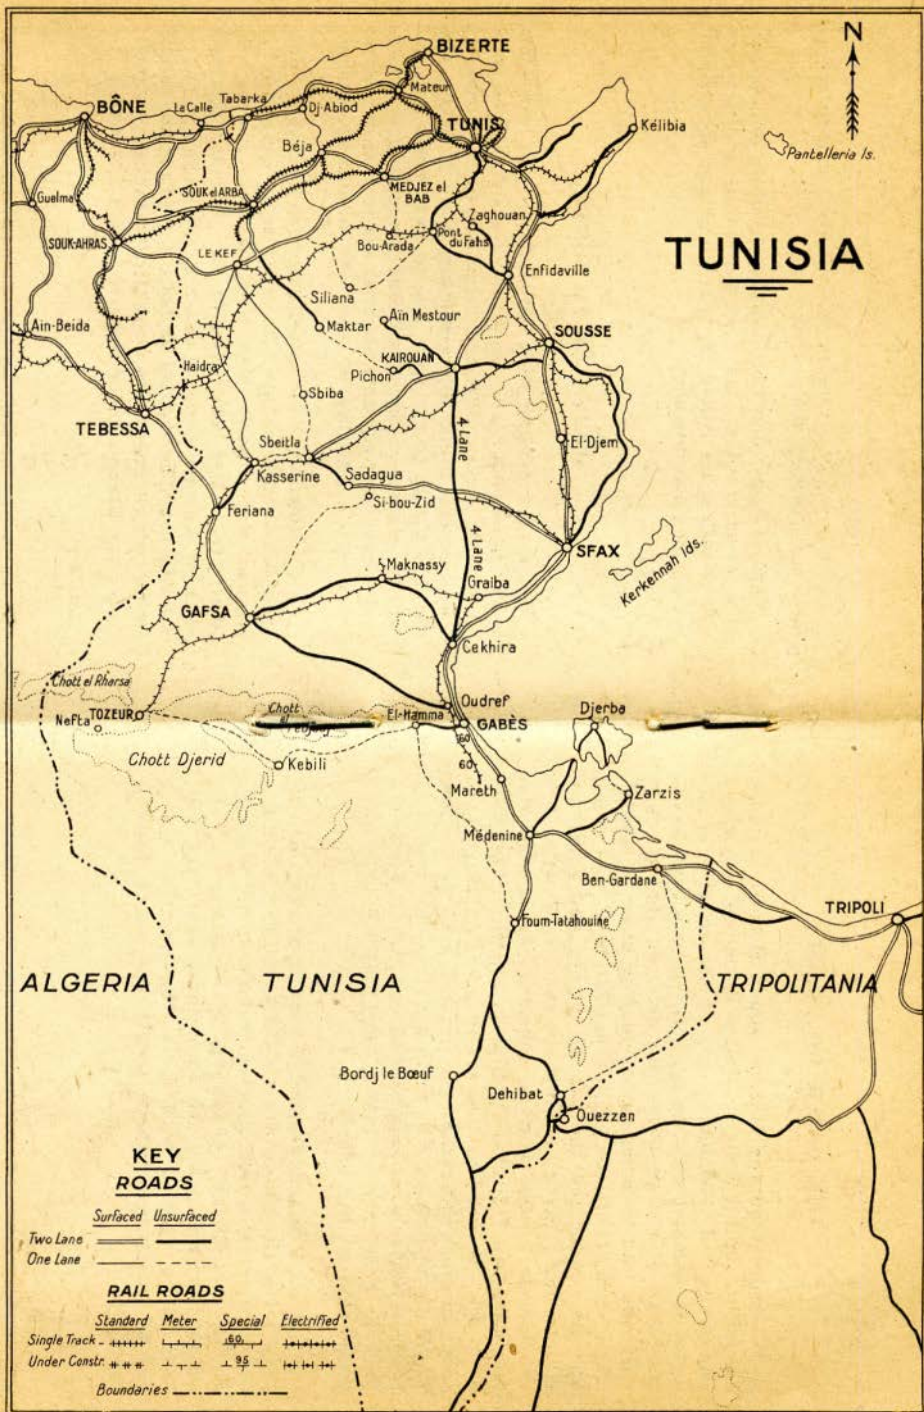 N
BIZERTE
Mateur
BÔNE
La Calle
Tabarka
Dj-Abiod
TUNIS
Kélibia
Béja
Pantelleria Is.
Guelma
SOUK el ARBA
MEDJEZ el
BAB
Zaghouan
SOUK-AHRAS
LE KEF
Bou-Arada
Pont
du Fahs
TUNISIA
Enfidaville
Siliana
Aïn Mestour
Ain-Beida
Maktar
SOUSSE
Haidra
KAIROUAN
Pichon
Sbiba
TEBESSA
4 Lane
Sbeitla
El-Djem
Kasserine
Sadagua
Si-bou-Zid
Feriana
4 Lane
SFAX
Maknassy
Graiba
Kerkennah Ids.
GAFSA
Cekhira
Chott el Rharsa
Oudref
Nefta
TOZEUR
Chott
el
El-Hamma
GABÈS
Djerba
60
Chott Djerid
Kebili
60
Mareth
Zarzis
Médenine
Ben-Gardane
TRIPOLI
Foum-Tatahouine
ALGERIA
TUNISIA
TRIPOLITANIA
Bordj le Bœuf
Dehibat
Ouezzen
KEY
ROADS
Surfaced Unsurfaced
Two Lane
One Lane
RAIL ROADS
Standard Meter Special Electrified
Single Track 60
Under Constr. 95
Boundaries